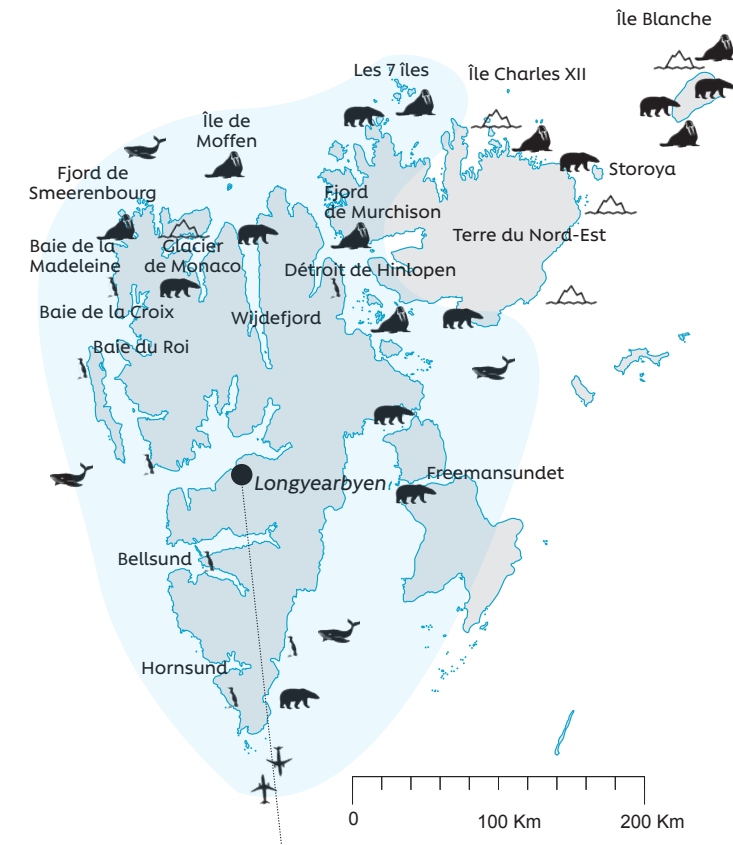 Île Blanche
Les 7 îles
Île Charles XII
Île de
Moffen
Storoya
Fjord de
Smeerenbourg
Fjord
de Murchison
Terre du Nord-Est
Baie de la
Madeleine
Glacier
de Monaco
Détroit de Hinlopen
Baie de la Croix
Wijdefjord
Baie du Roi
Freemansundet
Longyearbyen
Bellsund
Hornsund
0
100 Km
200 Km